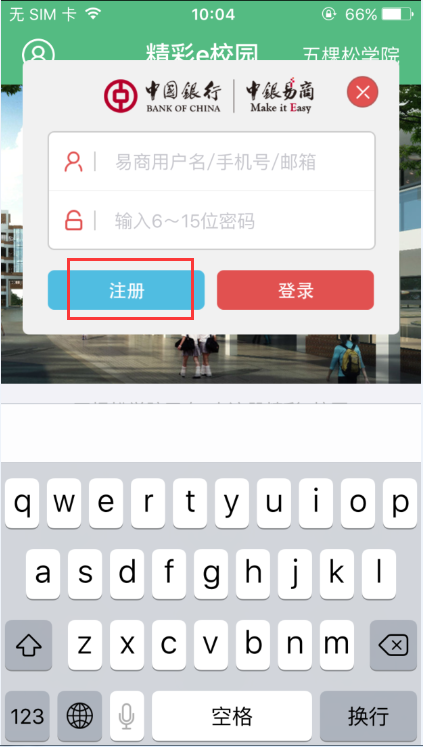 无 SIM 卡 10:04 66%
精彩e校园 五棵松学院
中国银行 中银易商
BANK OF CHINA Make it Easy
易商用户名/手机号/邮箱
输入6～15位密码
注册 登录
q w e r t y u i o p
a s d f g h j k l
z x c v b n m
123 空格 换行